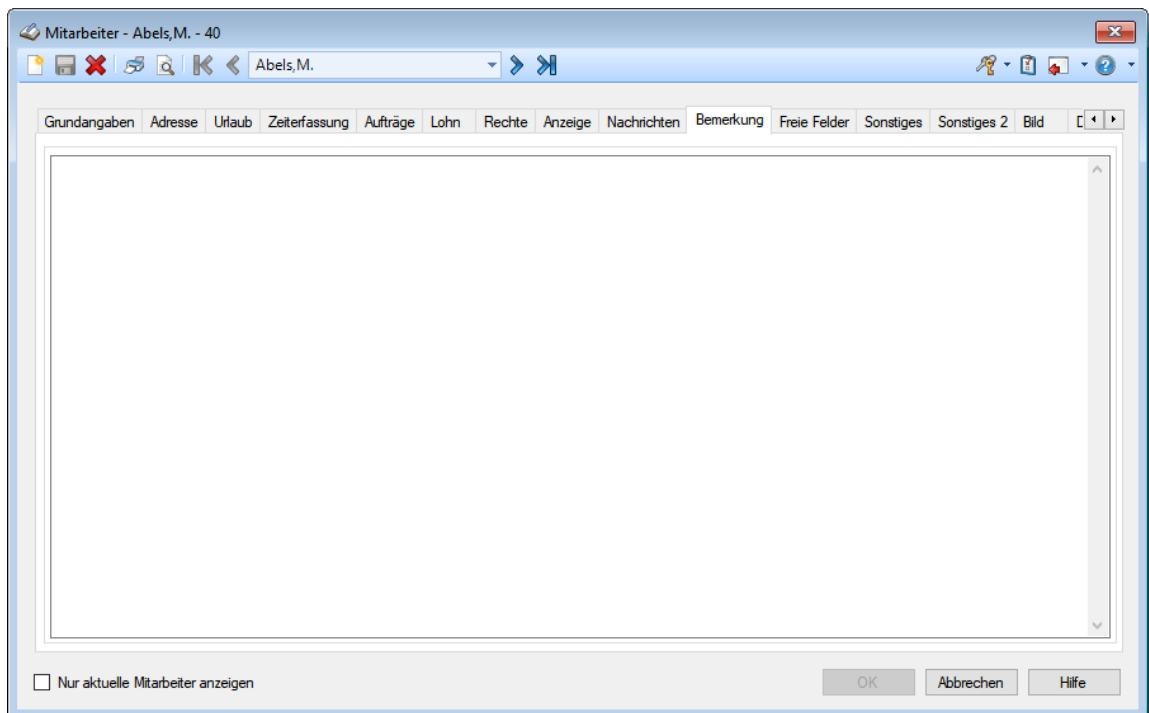 Mitarbeiter - Abels,M. - 40
Abels,M.
Grundangaben Adresse Urlaub Zeiterfassung Aufträge Lohn Rechte Anzeige Nachrichten Bemerkung Freie Felder Sonstiges Sonstiges 2 Bild
Nur aktuelle Mitarbeiter anzeigen OK Abbrechen Hilfe